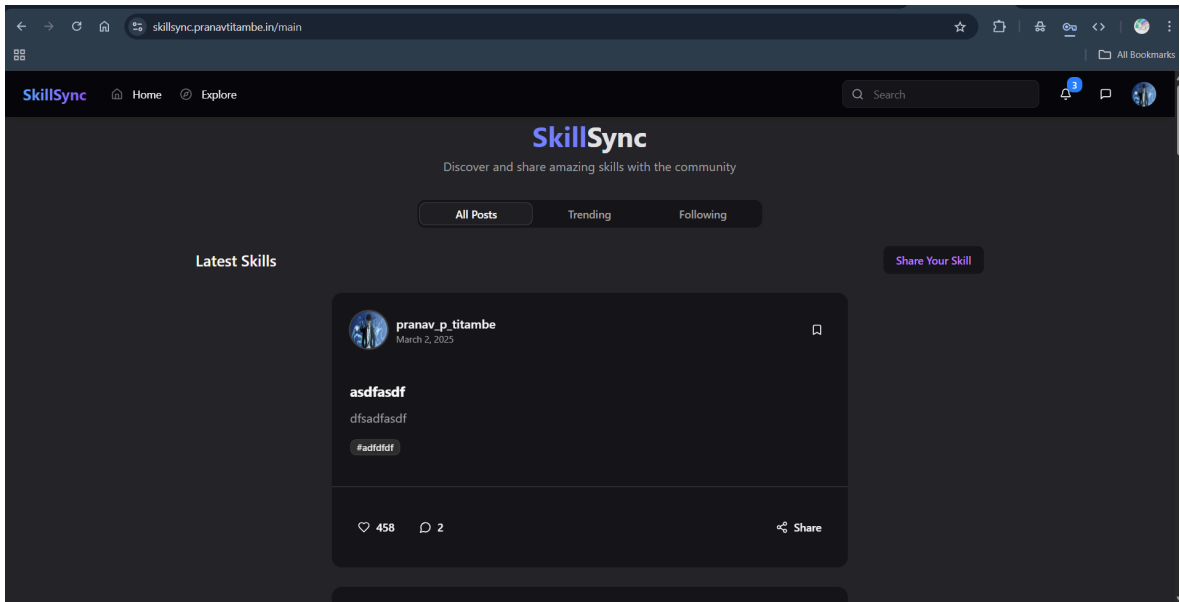 skillsync.pranavtitambe.in/main
All Bookmarks
SkillSync Home Explore Search 3
SkillSync
Discover and share amazing skills with the community
All Posts Trending Following
Latest Skills Share Your Skill
pranav_p_titambe
March 2, 2025
asdfasdf
dfsadfasdf
#adfdfdf
458 2 Share